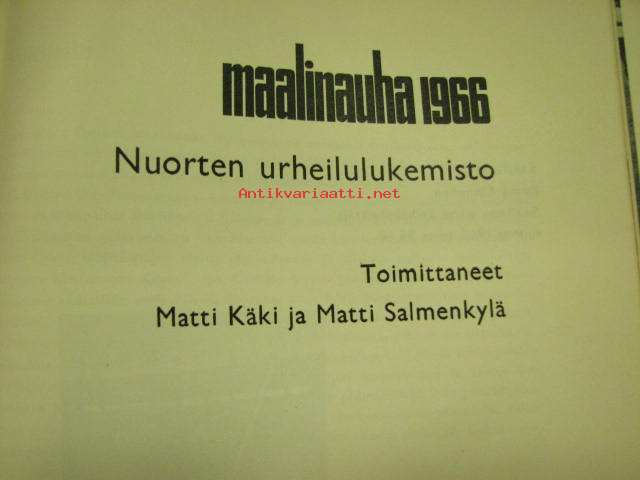 maalinauha 1966
Nuorten urheilulukemisto
Antikvariaatti.net
Toimittaneet
Matti Käki ja Matti Salmenkylä